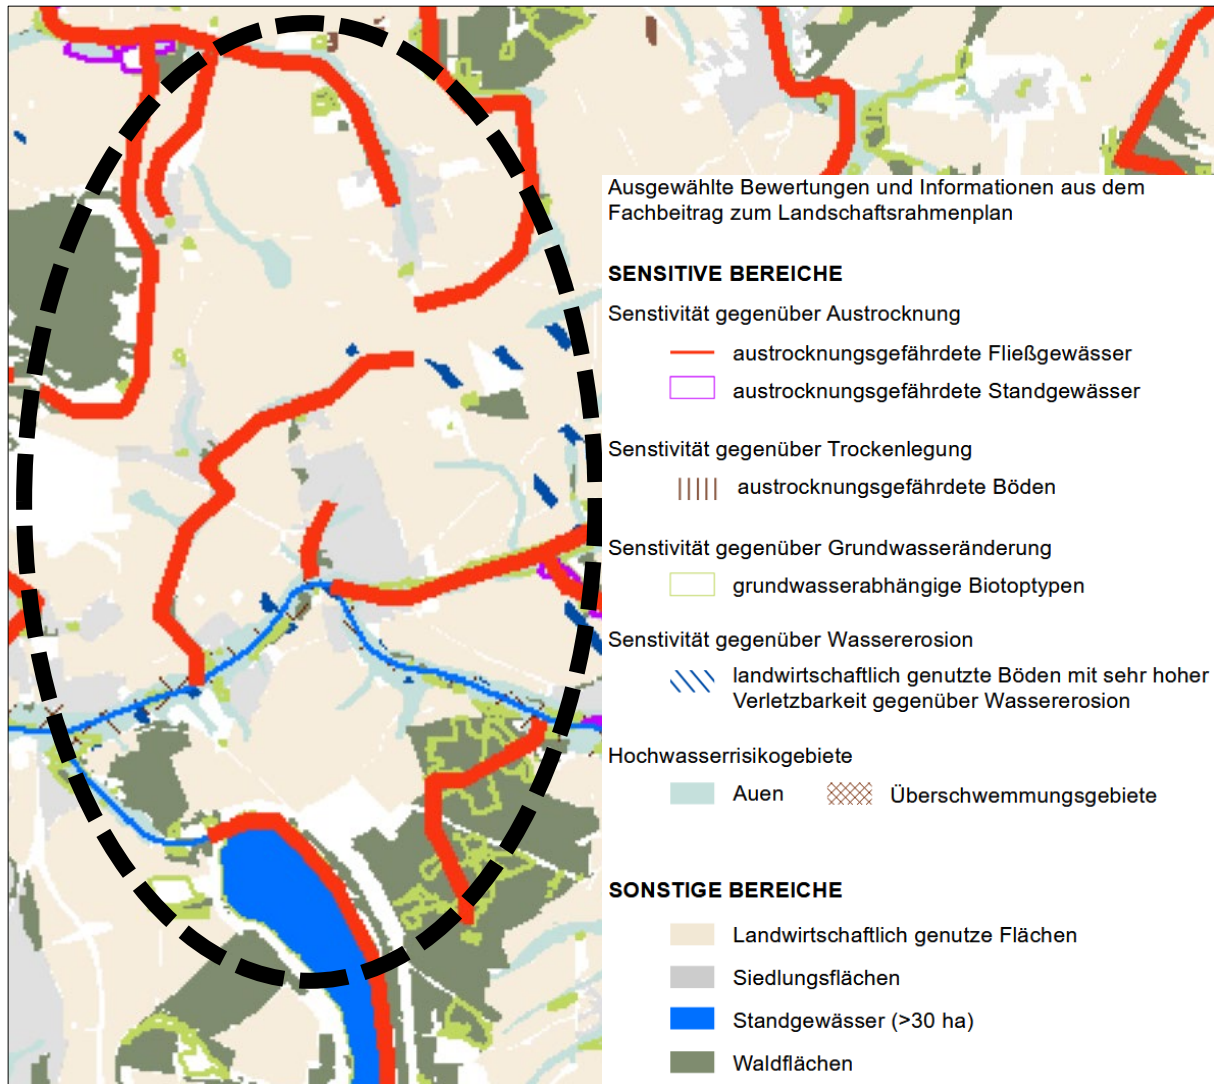 Ausgewählte Bewertungen und Informationen aus dem
Fachbeitrag zum Landschaftsrahmenplan
SENSITIVE BEREICHE
Senstivität gegenüber Austrocknung
austrocknungsgefährdete Fließgewässer
austrocknungsgefährdete Standgewässer
Senstivität gegenüber Trockenlegung
austrocknungsgefährdete Böden
Senstivität gegenüber Grundwasseränderung
grundwasserabhängige Biotoptypen
Senstivität gegenüber Wassererosion
landwirtschaftlich genutzte Böden mit sehr hoher
Verletzbarkeit gegenüber Wassererosion
Hochwasserrisikogebiete
Auen Überschwemmungsgebiete
SONSTIGE BEREICHE
Landwirtschaftlich genutze Flächen
Siedlungsflächen
Standgewässer (>30 ha)
Waldflächen